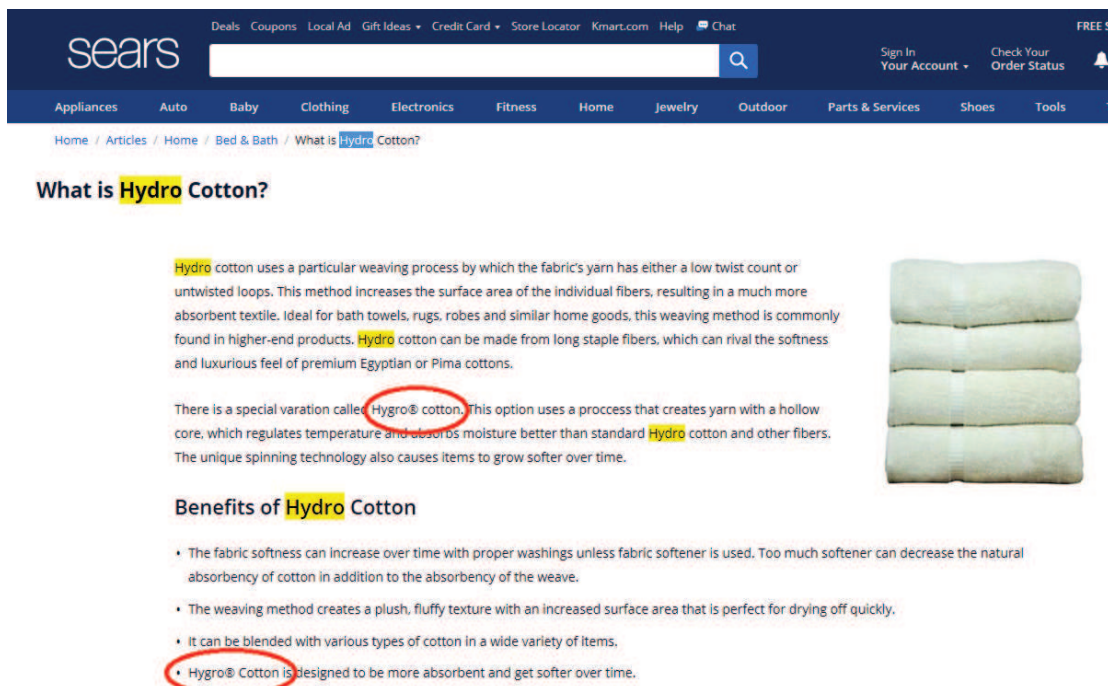 Deals Coupons Local Ad Gift Ideas Credit Card Store Locator Kmart.com Help Chat FREE S
sears
Sign In
Your Account
Check Your
Order Status
Appliances Auto Baby Clothing Electronics Fitness Home Jewelry Outdoor Parts & Services Shoes Tools
Home / Articles / Home / Bed & Bath / What is Hydro Cotton?
What is Hydro Cotton?
Hydro cotton uses a particular weaving process by which the fabric's yarn has either a low twist count or
untwisted loops. This method increases the surface area of the individual fibers, resulting in a much more
absorbent textile. Ideal for bath towels, rugs, robes and similar home goods, this weaving method is commonly
found in higher-end products. Hydro cotton can be made from long staple fibers, which can rival the softness
and luxurious feel of premium Egyptian or Pima cottons.
There is a special varation called Hygro® cotton. This option uses a proccess that creates yarn with a hollow
core, which regulates temperature and absorbs moisture better than standard Hydro cotton and other fibers.
The unique spinning technology also causes items to grow softer over time.
Benefits of Hydro Cotton
• The fabric softness can increase over time with proper washings unless fabric softener is used. Too much softener can decrease the natural
absorbency of cotton in addition to the absorbency of the weave.
• The weaving method creates a plush, fluffy texture with an increased surface area that is perfect for drying off quickly.
• It can be blended with various types of cotton in a wide variety of items.
• Hygro® Cotton is designed to be more absorbent and get softer over time.